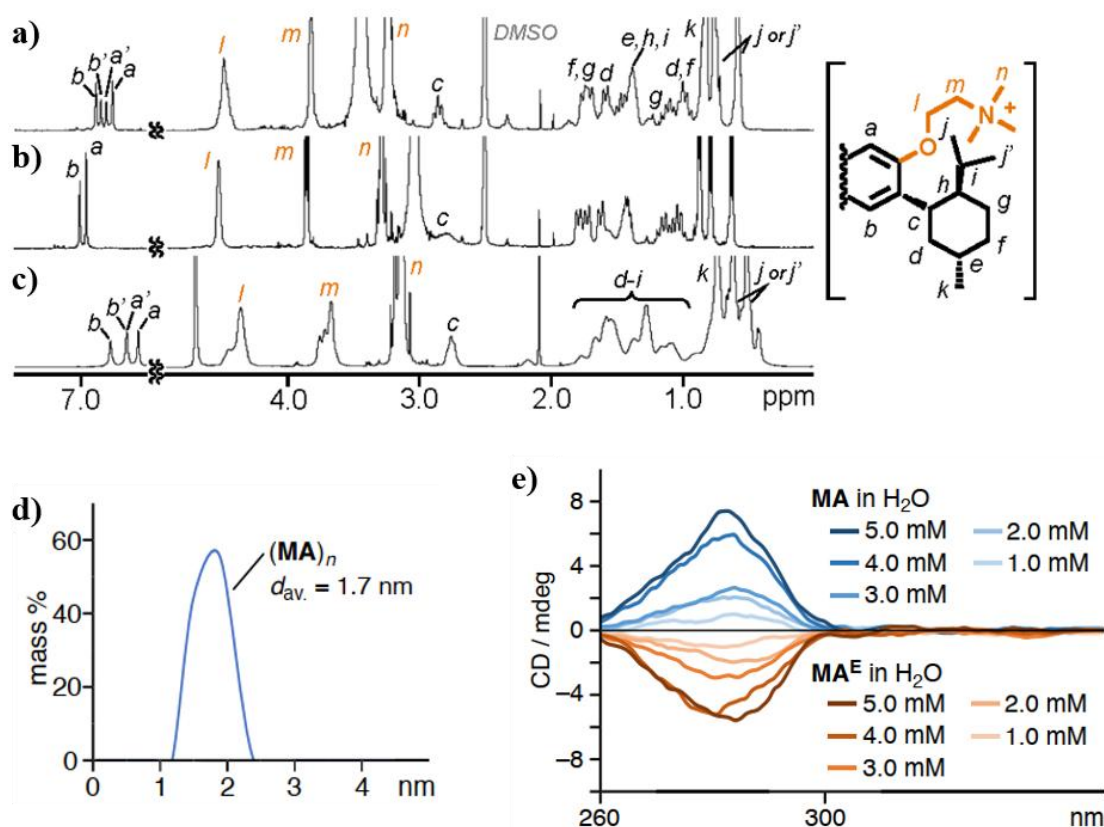 a)
b b' a' a
l
m
n
DMSO
c
f,g d e,h,i g d,f
k
j or j'
b)
b a
l
m
n
c
c)
b b' a' a
l
m
n
c
d-i
k
j or j'
7.0 4.0 3.0 2.0 1.0 ppm
n
l m N +
a O j j'
h i g
b c d f
e
k
d)
mass %
60
40
20
0
(MA)n
dav. = 1.7 nm
0 1 2 3 4 nm
e)
CD / mdeg
8
4
0
−4
−8
MA in H2O
5.0 mM 2.0 mM
4.0 mM 1.0 mM
3.0 mM
MAE in H2O
5.0 mM 2.0 mM
4.0 mM 1.0 mM
3.0 mM
260 300 nm